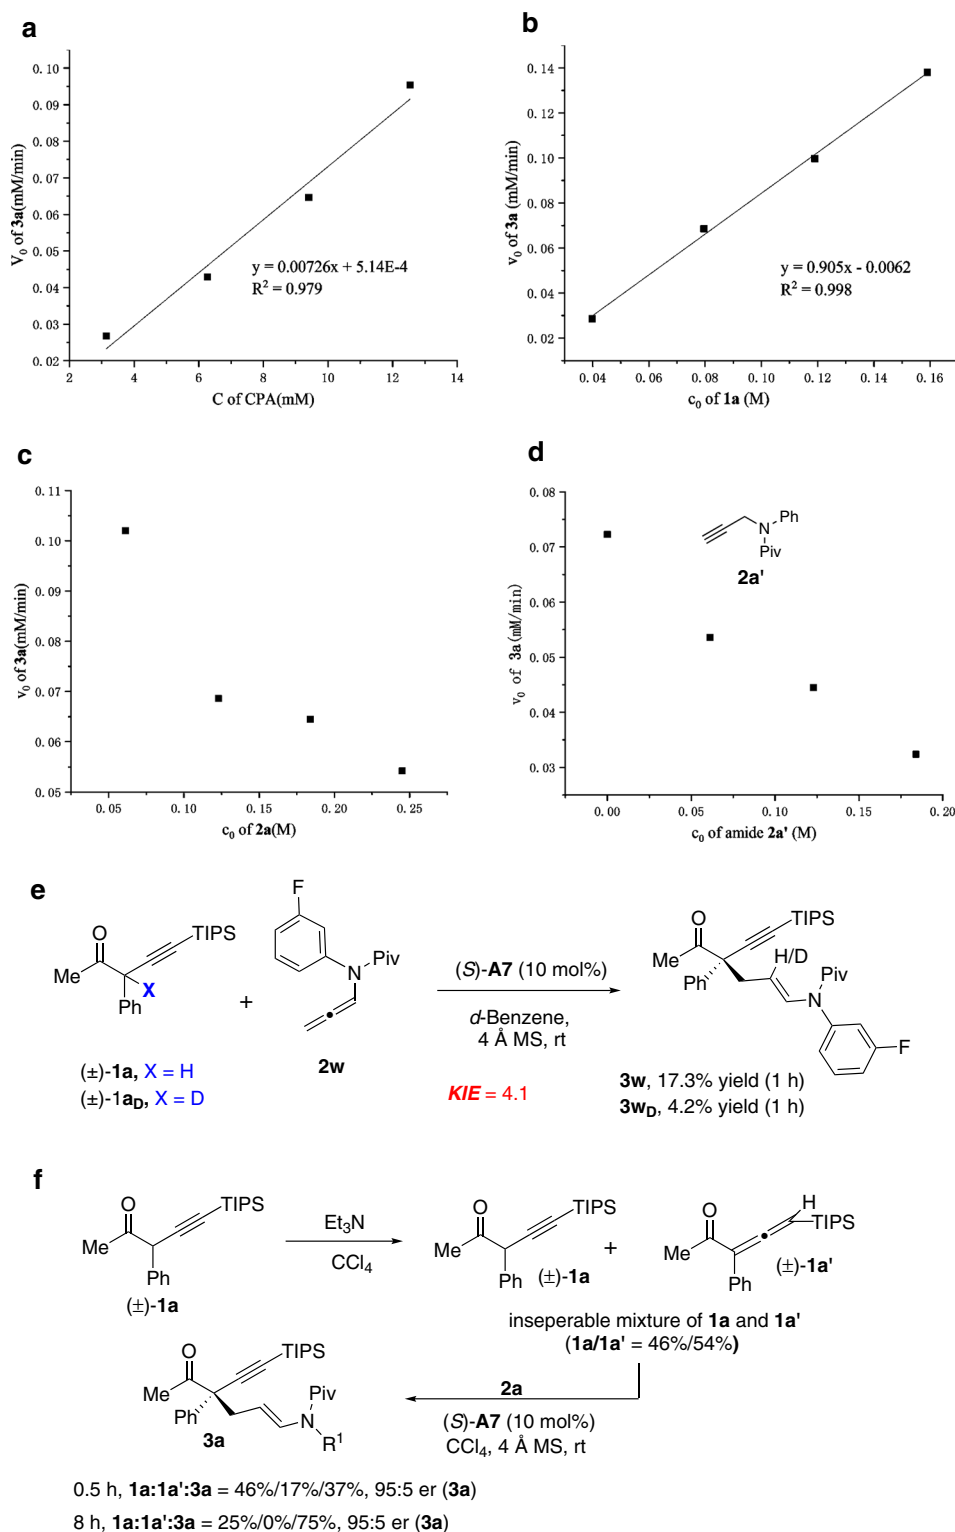 a
0. 10
0. 09
0. 08
0. 07
0. 06
0. 05
0. 04
0. 03
0. 02
V0 of 3a(mM/min)
y = 0.00726x + 5.14E-4
R2 = 0.979
2 4 6 8 10 12 14
C of CPA(mM)
b
0. 14
0. 12
0. 10
0. 08
0. 06
0. 04
0. 02
v0 of 3a (mM/min)
y = 0.905x - 0.0062
R2 = 0.998
0. 04 0. 06 0. 08 0. 10 0. 12 0. 14 0. 16
c0 of 1a (M)
c
0. 11
0. 10
0. 09
0. 08
0. 07
0. 06
0. 05
v0 of 3a(mM/min)
0. 05 0. 10 0. 15 0. 20 0. 25
c0 of 2a(M)
d
0. 08
0. 07
0. 06
0. 05
0. 04
0. 03
v0 of 3a(mM/min)
Ph
N
Piv
2a'
0. 00 0. 05 0. 10 0. 15 0. 20
c0 of amide 2a' (M)
e
O
TIPS
Me
X
Ph
(±)-1a, X = H
(±)-1aD, X = D
+
F
N
Piv
2w
(S)-A7 (10 mol%)
d-Benzene,
4 Å MS, rt
KIE = 4.1
O
TIPS
Me
H/D
Ph
Piv
N
F
3w, 17.3% yield (1 h)
3wD, 4.2% yield (1 h)
f
O
TIPS
Me
Ph
(±)-1a
Et3N
CCl4
O
TIPS
Me
Ph
(±)-1a
+
H
O
TIPS
Me
Ph
(±)-1a'
inseperable mixture of 1a and 1a'
(1a/1a' = 46%/54%)
2a
(S)-A7 (10 mol%)
CCl4, 4 Å MS, rt
O
TIPS
Me
Ph
Piv
N
R1
3a
0.5 h, 1a:1a':3a = 46%/17%/37%, 95:5 er (3a)
8 h, 1a:1a':3a = 25%/0%/75%, 95:5 er (3a)